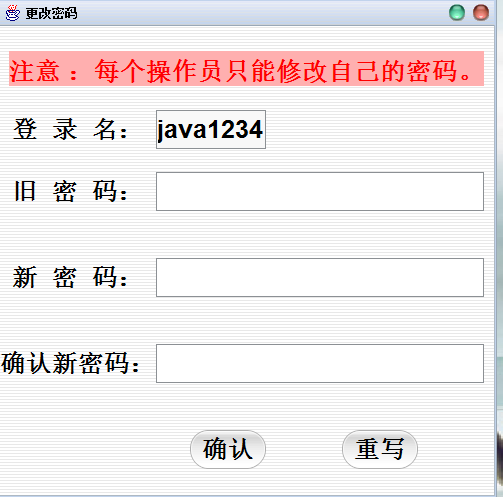 更改密码
注意：每个操作员只能修改自己的密码。
登 录 名： java1234
旧 密 码：
新 密 码：
确认新密码：
确认 重写